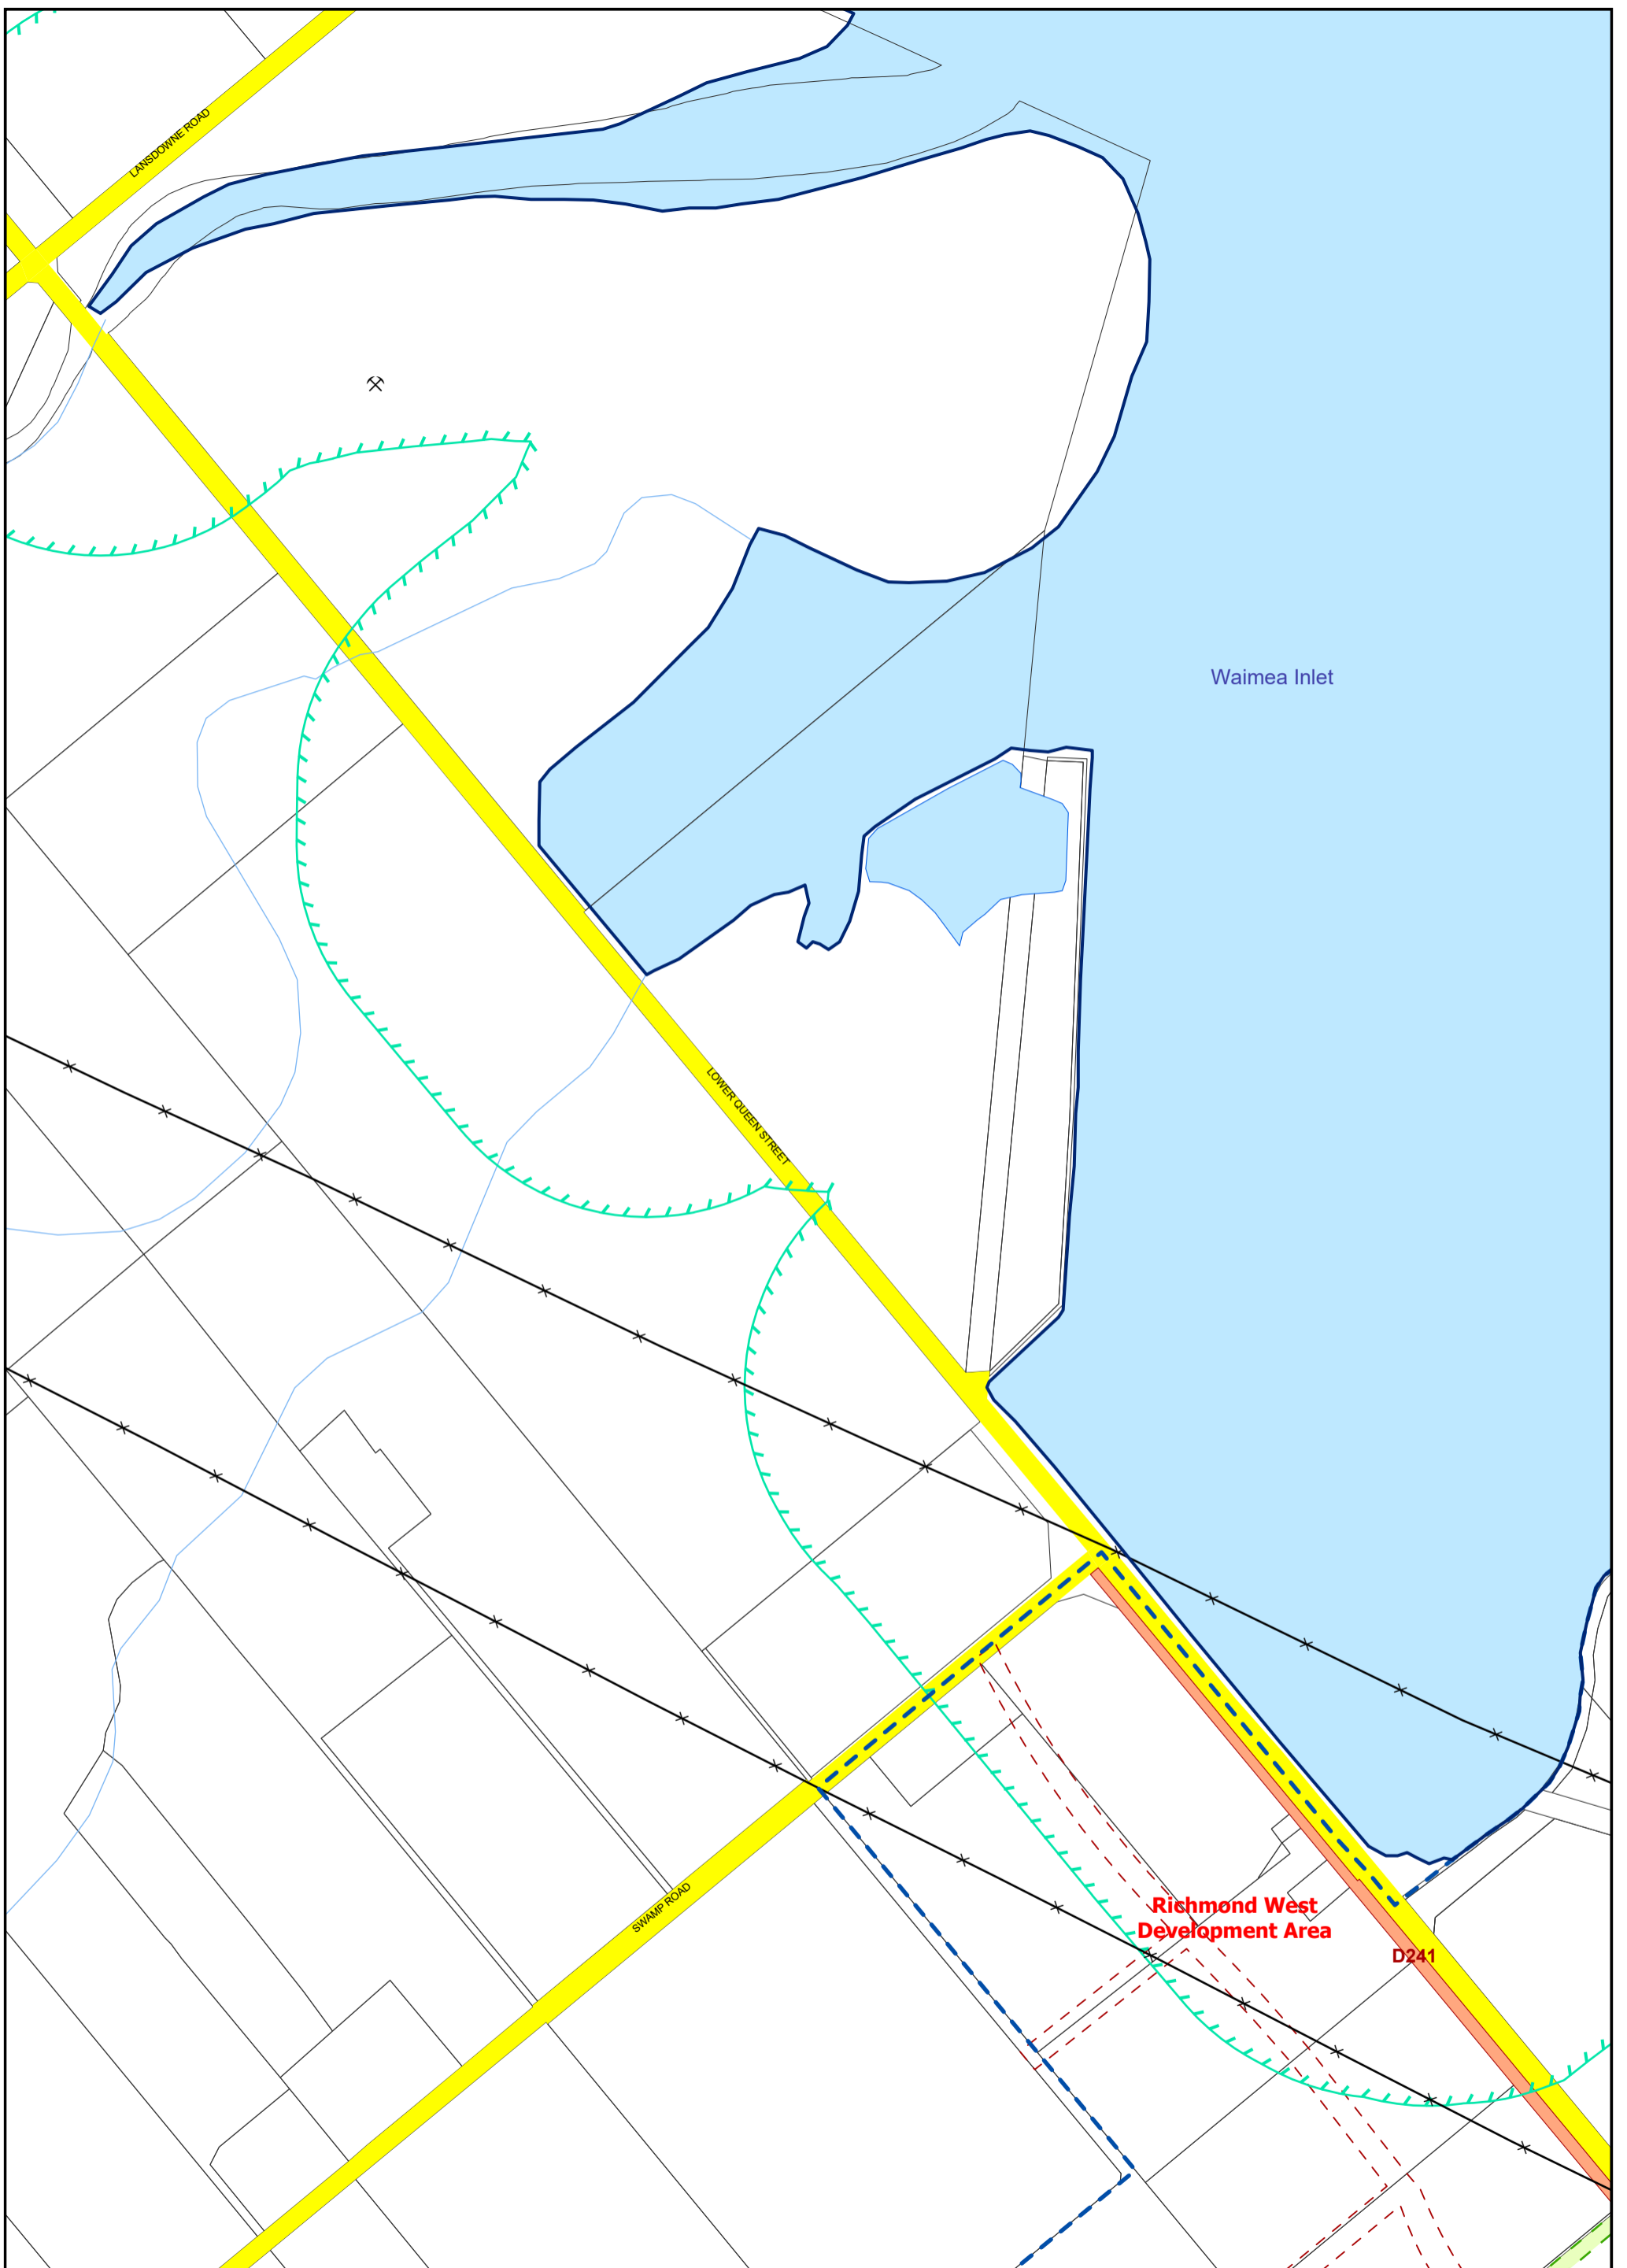 LANSDOWNE ROAD
Waimea Inlet
LOWER QUEEN STREET
SWAMP ROAD
Richmond West
Development Area
D241